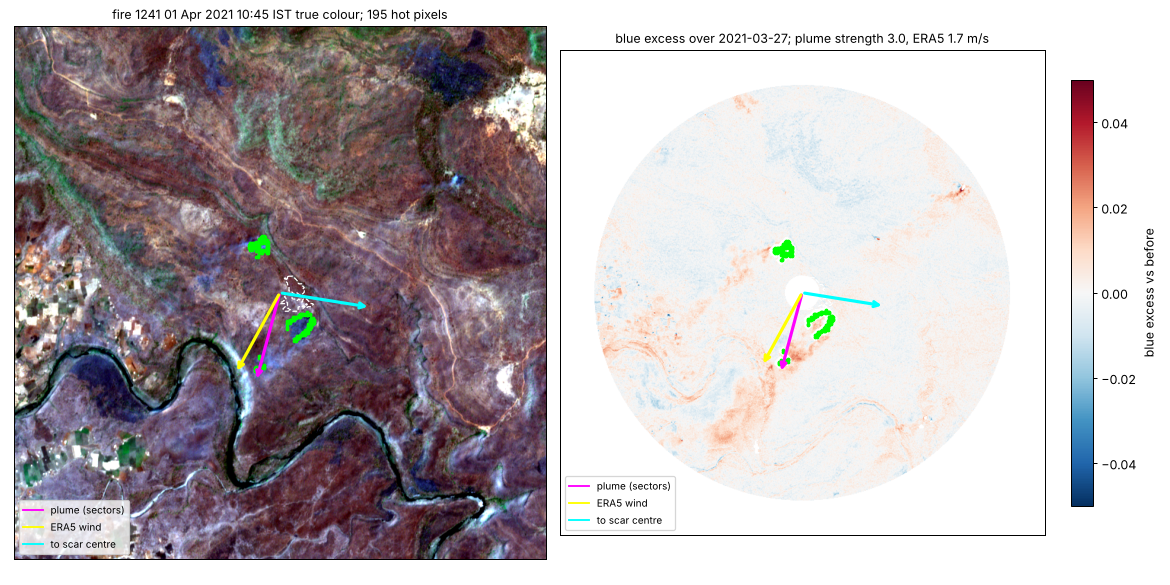 fire 1241 01 Apr 2021 10:45 IST true colour; 195 hot pixels
plume (sectors)
ERA5 wind
to scar centre
blue excess over 2021-03-27; plume strength 3.0, ERA5 1.7 m/s
plume (sectors)
ERA5 wind
to scar centre
0.04
0.02
0.00
−0.02
−0.04
blue excess vs before